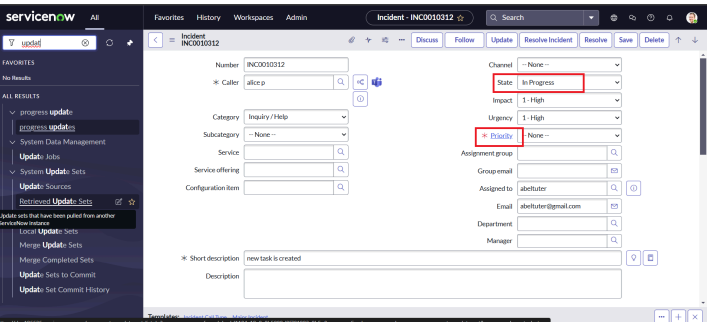 servicenow All Favorites History Workspaces Admin Incident - INC0010312 ☆ Search
updat
Incident
INC0010312
Discuss Follow Update Resolve Incident Resolve Save Delete
FAVORITES
No Results
ALL RESULTS
progress update
progress updates
System Data Management
Update Jobs
System Update Sets
Update Sources
Retrieved Update Sets
Update sets that have been pulled from another
ServiceNow instance
Local Update Sets
Merge Update Sets
Merge Completed Sets
Update Sets to Commit
Update Set Commit History
Number INC0010312
* Caller alice p
Category Inquiry / Help
Subcategory -- None --
Service
Service offering
Configuration item
Channel -- None --
State In Progress
Impact 1 - High
Urgency 1 - High
* Priority -- None --
Assignment group
Group email
Assigned to abeltuter
Email abeltuter@gmail.com
Department
Manager
* Short description new task is created
Description
Templates: Incident Call Type Major Incident